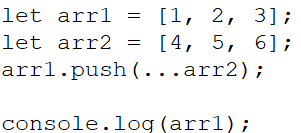 let arr1 = [1, 2, 3];
let arr2 = [4, 5, 6];
arr1.push(...arr2);
console.log(arr1);